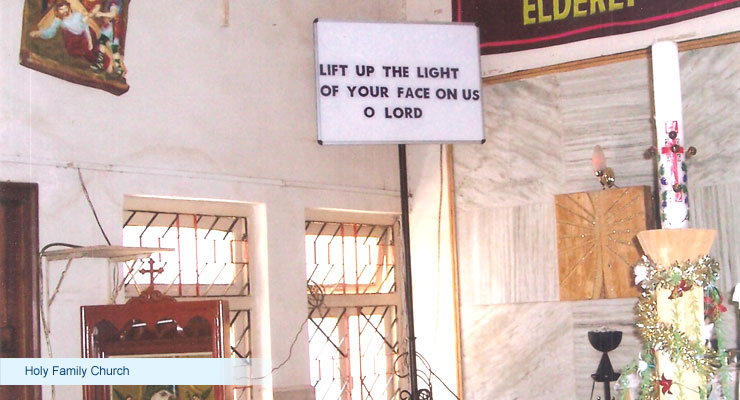 ELDERLY
LIFT UP THE LIGHT
OF YOUR FACE ON US
O LORD
Holy Family Church